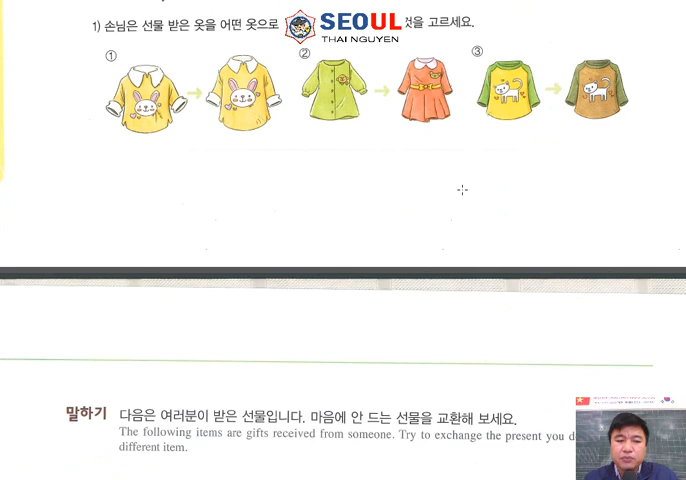 1) 손님은 선물 받은 옷을 어떤 옷으로
SEOUL
THAI NGUYEN
고르세요.
① ② ③
말하기 다음은 여러분이 받은 선물입니다. 마음에 안 드는 선물을 교환해 보세요.
The following items are gifts received from someone. Try to exchange the present you
different item.